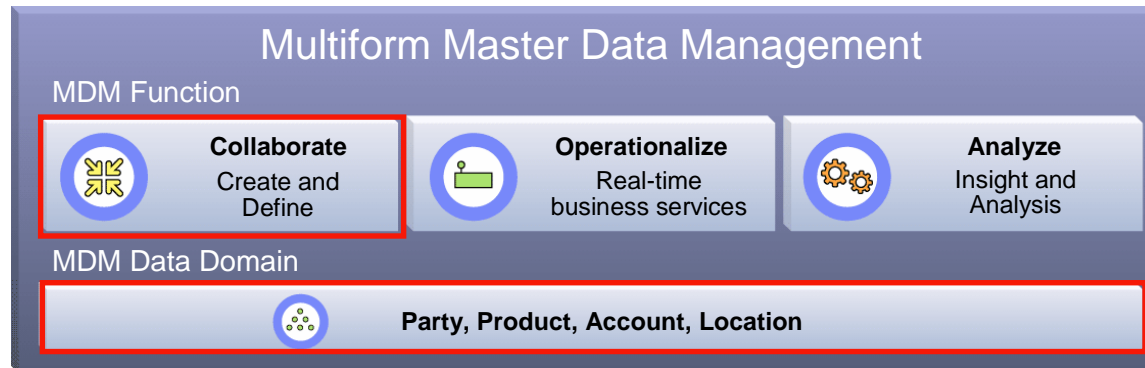 Multiform Master Data Management
MDM Function
Collaborate
Create and
Define
Operationalize
Real-time
business services
Analyze
Insight and
Analysis
MDM Data Domain
Party, Product, Account, Location